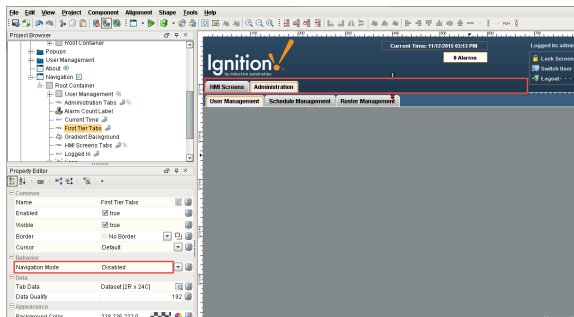 File Edit View Project Component Alignment Shape Tools Help
Project Browser
Root Container
Popups
User Management
About
Navigation
Root Container
User Management
Administration Tabs
Alarm Count Label
Current Time
First Tier Tabs
Gradient Background
HMI Screens Tabs
Logged In
Property Editor
Common
Name First Tier Tabs
Enabled true
Visible true
Border No Border
Cursor Default
Behavior
Navigation Mode Disabled
Data
Tab Data Dataset [2R x 24C]
Data Quality 192
Appearance
Background Color 238,236,232,0
Ignition!
by inductive automation
Current Time: 11/12/2015 03:13 PM
0 Alarms
Logged In: admin
Lock Screen
Switch User
Logout
HMI Screens Administration
User Management Schedule Management Roster Management